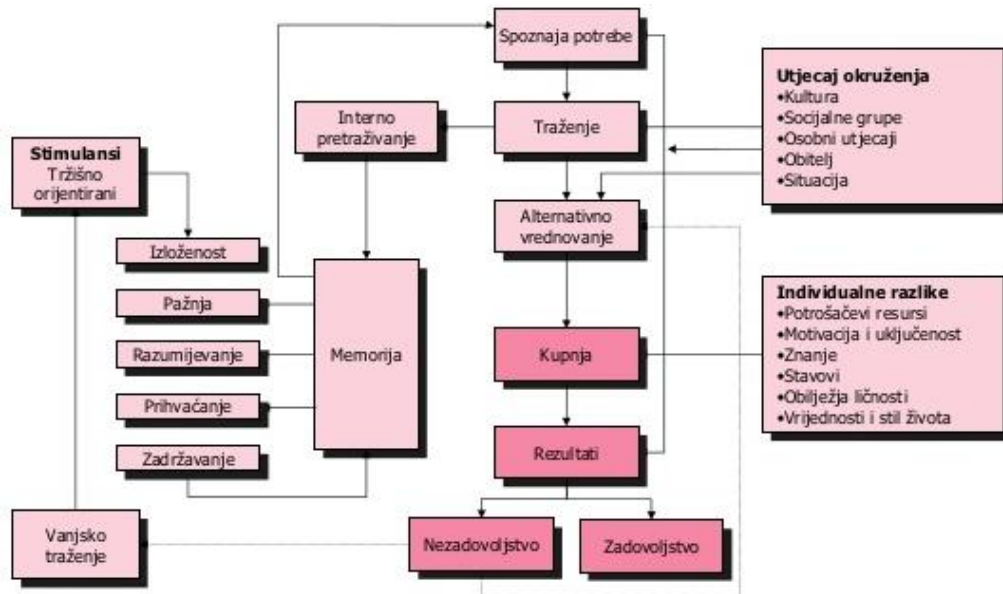 Spoznaja potrebe
Utjecaj okruženja
•Kultura
•Socijalne grupe
•Osobni utjecaji
•Obitelj
•Situacija
Interno
pretraživanje
Traženje
Stimulansi
Tržišno
orijentirani
Alternativno
vrednovanje
Izloženost
Pažnja
Razumijevanje
Prihvaćanje
Zadržavanje
Memorija
Individualne razlike
•Potrošačevi resursi
•Motivacija i uključenost
•Znanje
•Stavovi
•Obilježja ličnosti
•Vrijednosti i stil života
Kupnja
Rezultati
Vanjsko
traženje
Nezadovoljstvo
Zadovoljstvo